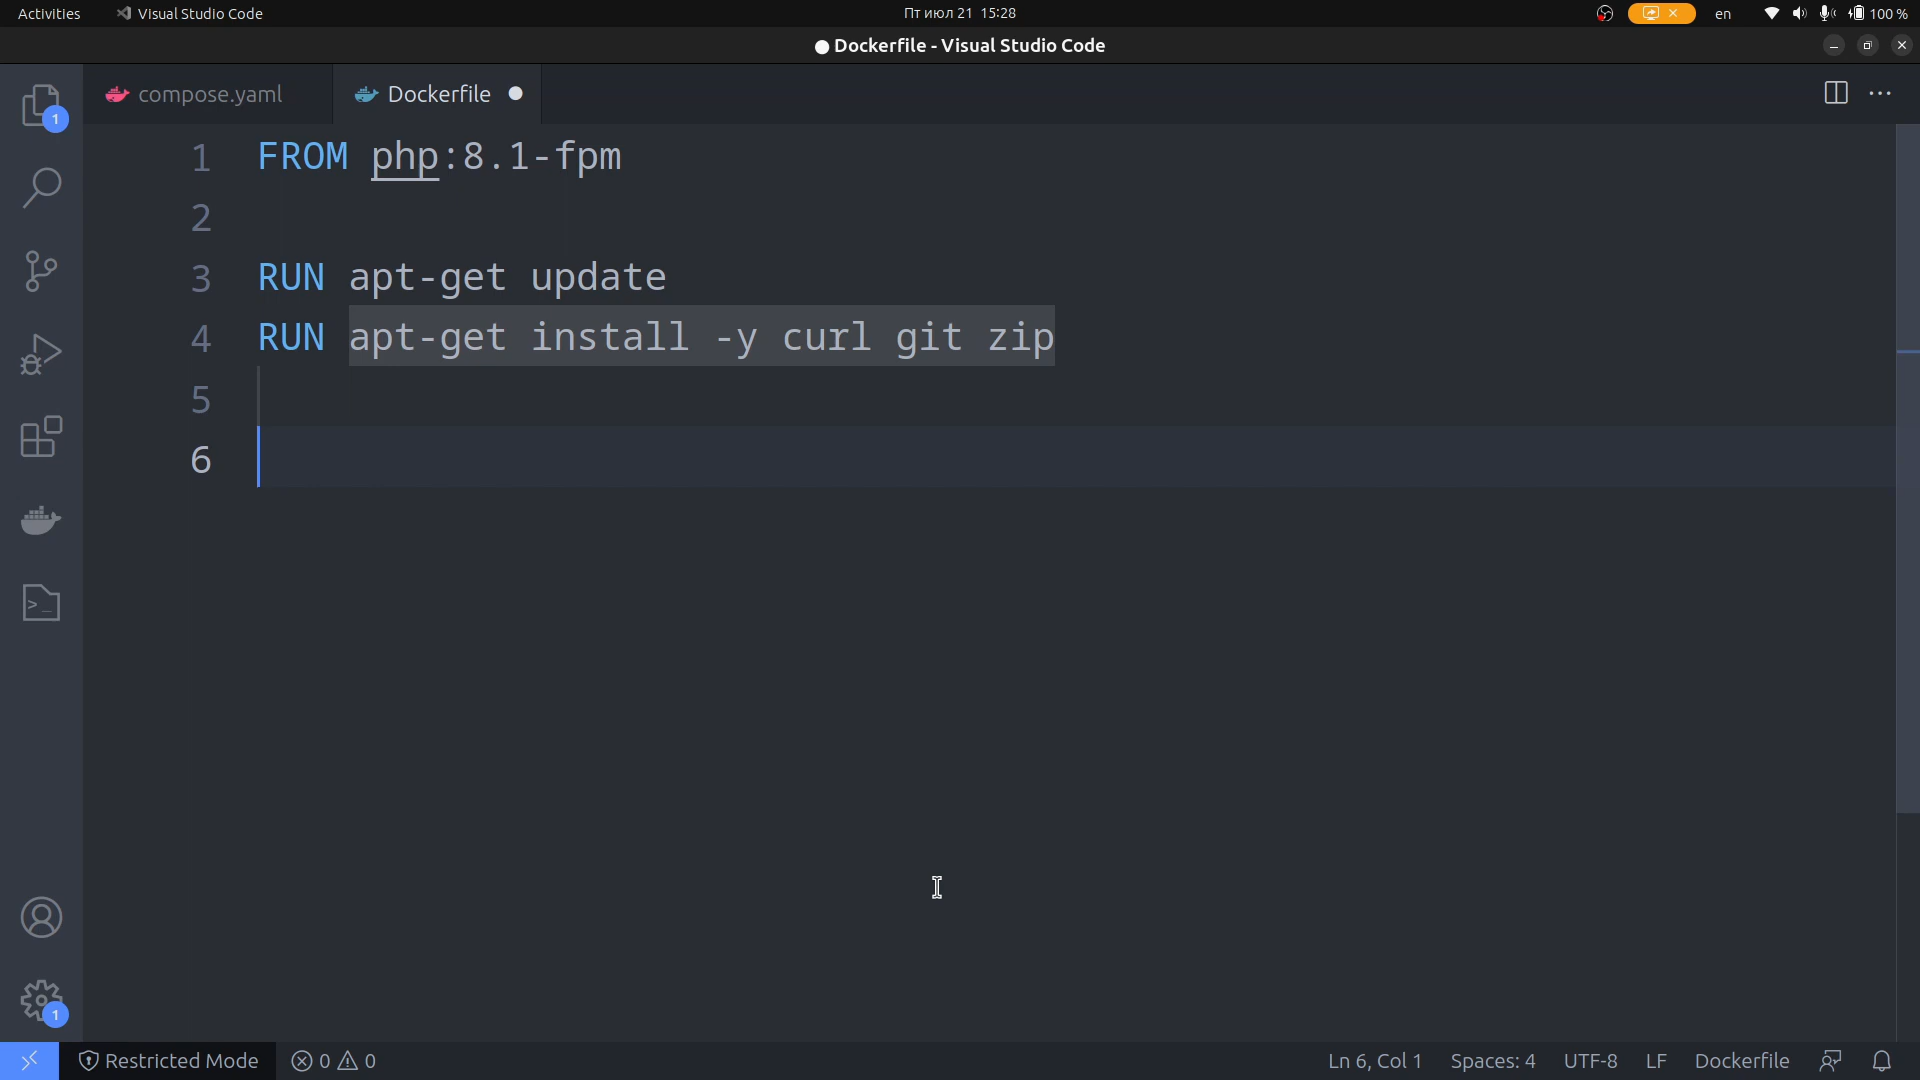 Activities Visual Studio Code Пт июл 21 15:28 en 100 %
Dockerfile - Visual Studio Code
compose.yaml Dockerfile
1 FROM php:8.1-fpm
2
3 RUN apt-get update
4 RUN apt-get install -y curl git zip
5
6
1
1
Restricted Mode 0 0 Ln 6, Col 1 Spaces: 4 UTF-8 LF Dockerfile